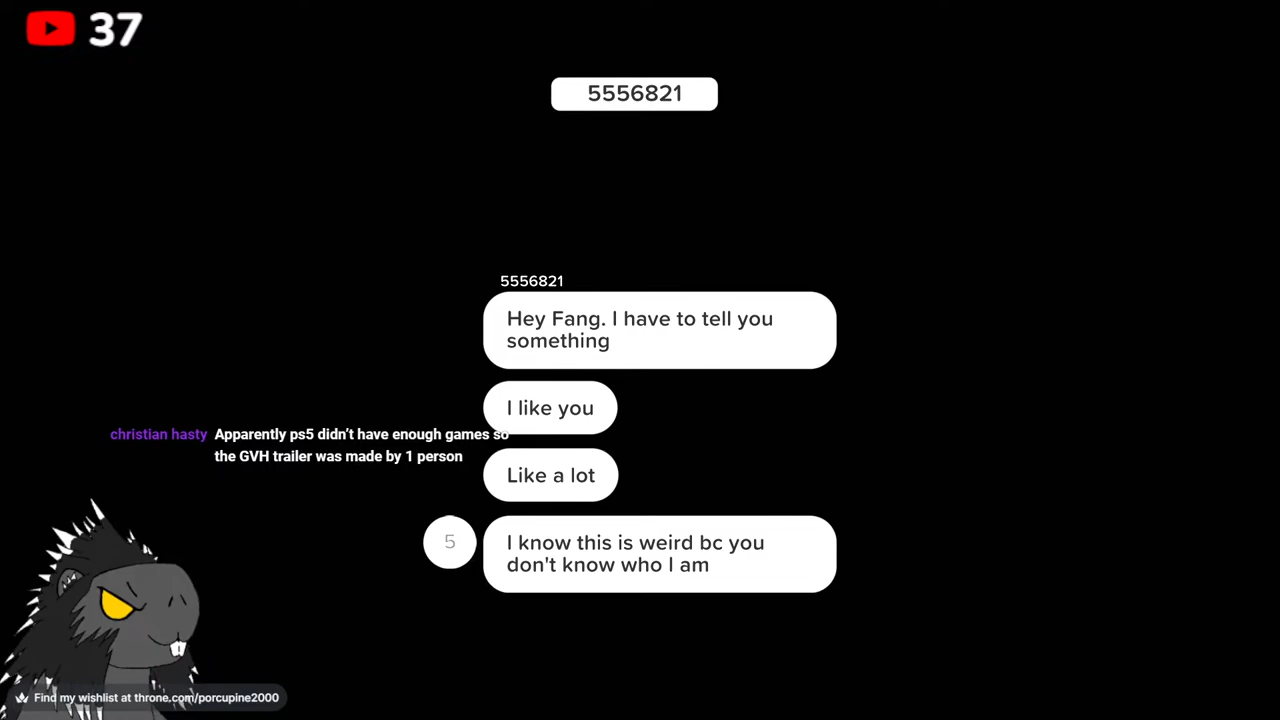 37
5556821
5556821
Hey Fang. I have to tell you
something
I like you
christian hasty Apparently ps5 didn't have enough games so
the GVH trailer was made by 1 person
Like a lot
5
I know this is weird bc you
don't know who I am
Find my wishlist at throne.com/porcupine2000